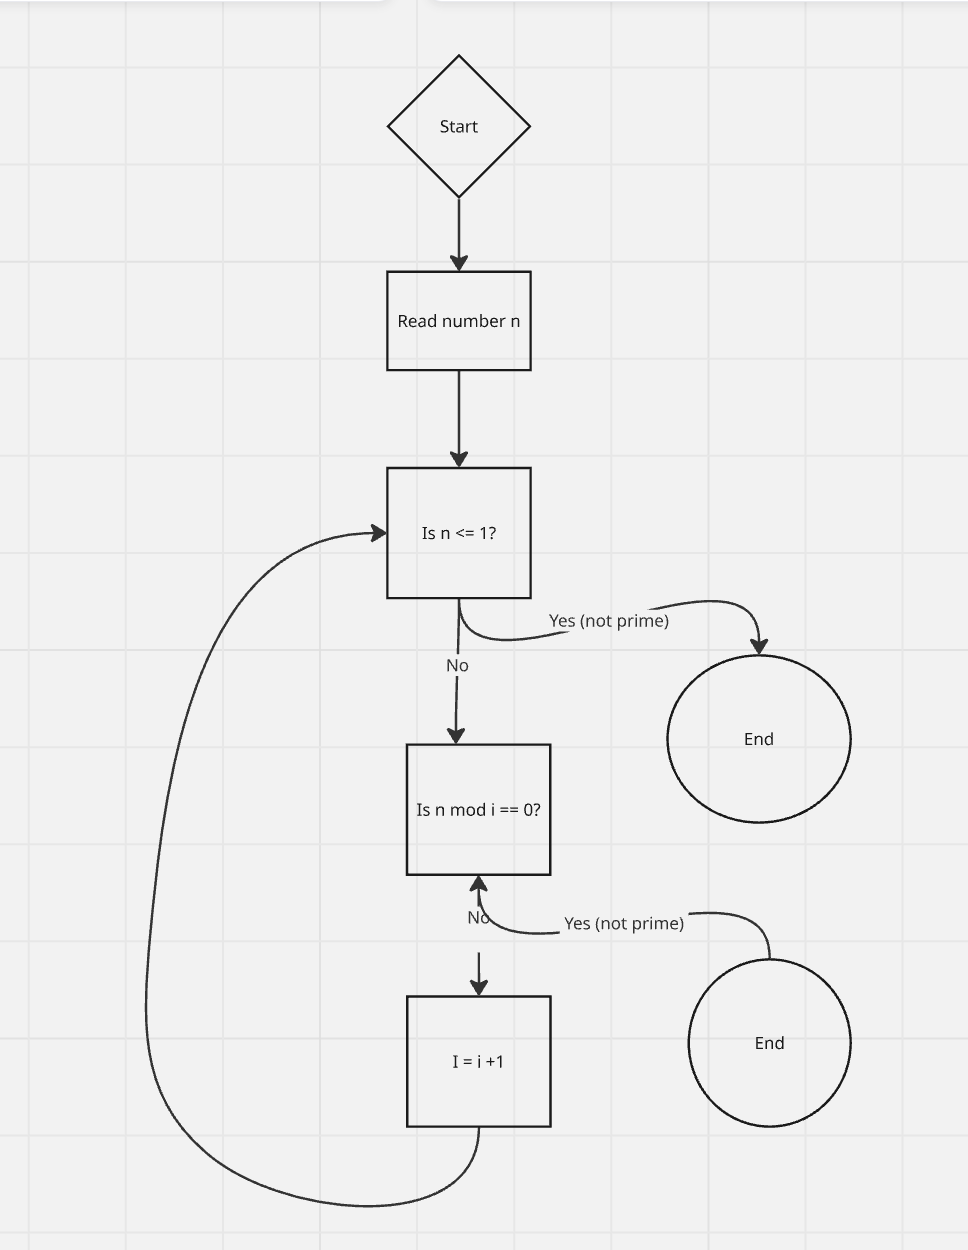 Start
Read number n
Is n <= 1?
Yes (not prime)
No
End
Is n mod i == 0?
No
Yes (not prime)
End
I = i +1